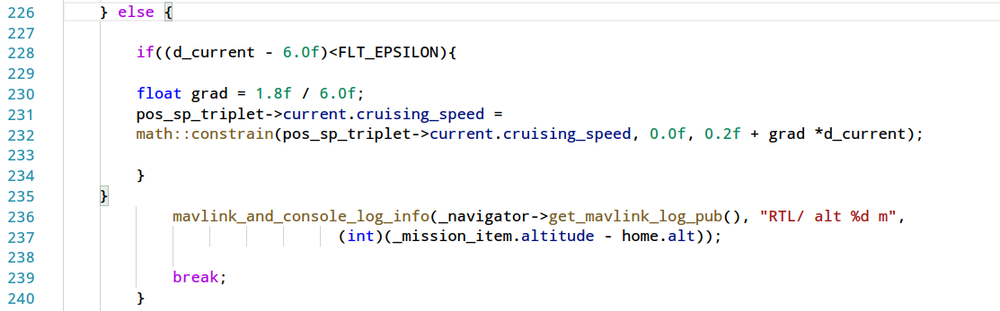 226 } else {
227
228 if((d_current - 6.0f)<FLT_EPSILON){
229
230 float grad = 1.8f / 6.0f;
231 pos_sp_triplet->current.cruising_speed =
232 math::constrain(pos_sp_triplet->current.cruising_speed, 0.0f, 0.2f + grad *d_current);
233
234 }
235 }
236 mavlink_and_console_log_info(_navigator->get_mavlink_log_pub(), "RTL/ alt %d m",
237 (int)(_mission_item.altitude - home.alt));
238
239 break;
240 }